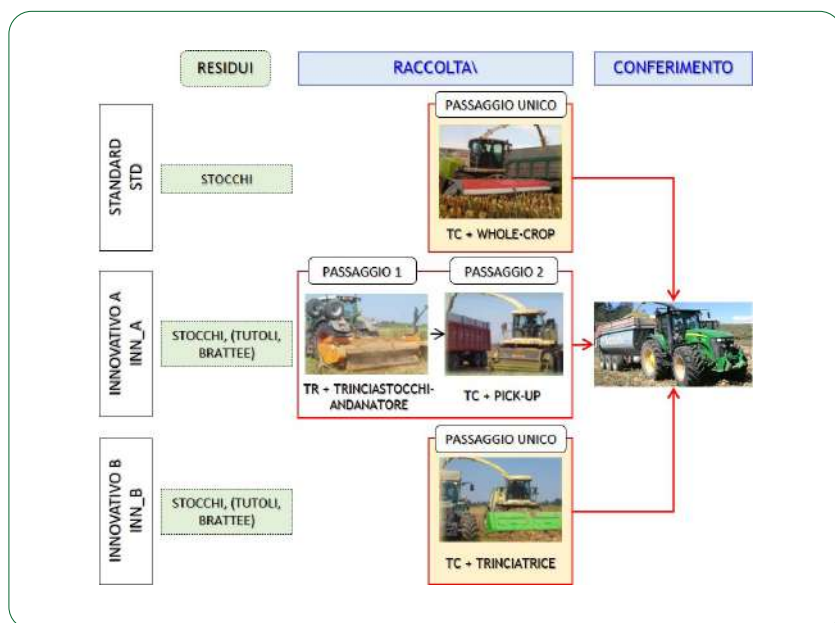 RESIDUI
RACCOLTA\
CONFERIMENTO
STANDARD
STD
STOCCHI
PASSAGGIO UNICO
TC + WHOLE-CROP
INNOVATIVO A
INN_A
STOCCHI, (TUTOLI,
BRATTEE)
PASSAGGIO 1
TR + TRINCIASTOCCHI-
ANDANATORE
PASSAGGIO 2
TC + PICK-UP
INNOVATIVO B
INN_B
STOCCHI, (TUTOLI,
BRATTEE)
PASSAGGIO UNICO
TC + TRINCIATRICE